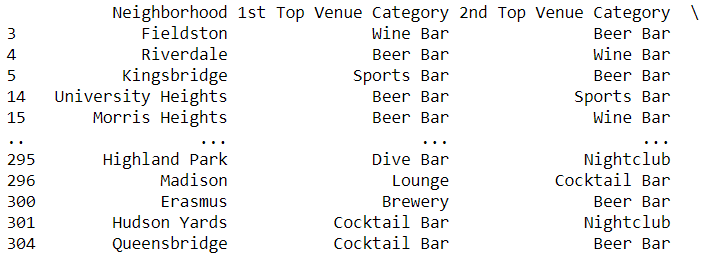 Neighborhood 1st Top Venue Category 2nd Top Venue Category \
3 Fieldston Wine Bar Beer Bar
4 Riverdale Beer Bar Wine Bar
5 Kingsbridge Sports Bar Beer Bar
14 University Heights Beer Bar Sports Bar
15 Morris Heights Beer Bar Wine Bar
.. ... ... ...
295 Highland Park Dive Bar Nightclub
296 Madison Lounge Cocktail Bar
300 Erasmus Brewery Beer Bar
301 Hudson Yards Cocktail Bar Nightclub
304 Queensbridge Cocktail Bar Beer Bar